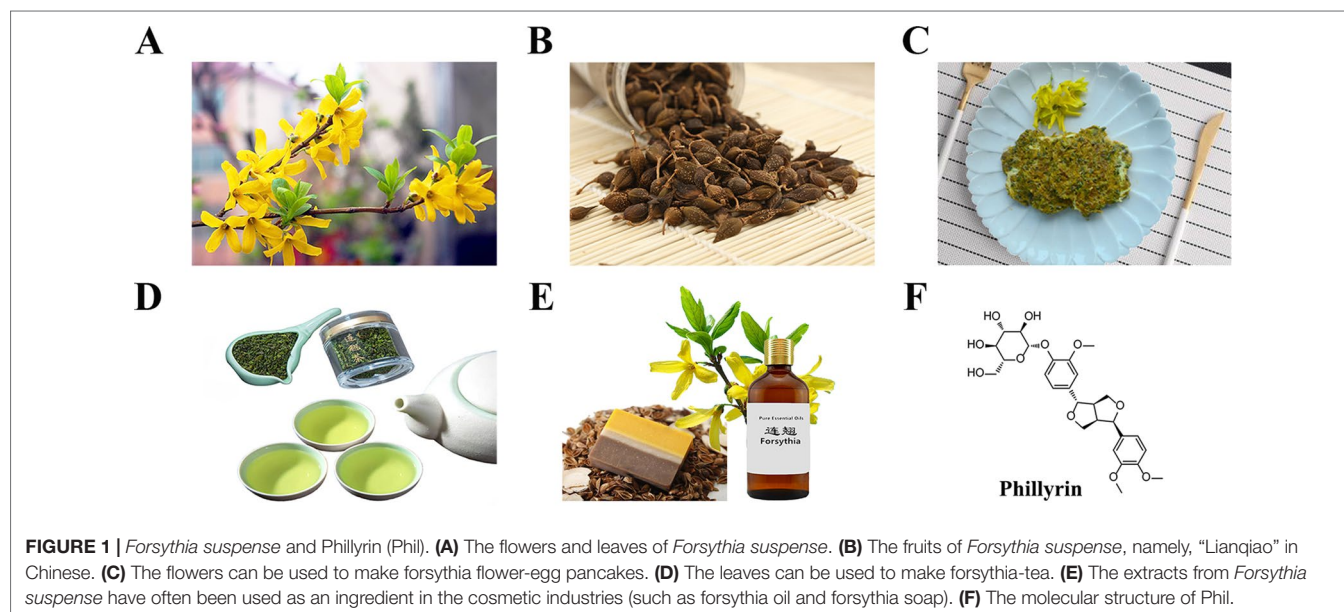 A
B
C
D
E
F
Pure Essential Oils
连翘
Forsythia
HO
OH
HO
HO
O
O
O
HO
O
O
O
O
Phillyrin
FIGURE 1 | Forsythia suspense and Phillyrin (Phil). (A) The flowers and leaves of Forsythia suspense. (B) The fruits of Forsythia suspense, namely, “Lianqiao” in
Chinese. (C) The flowers can be used to make forsythia flower-egg pancakes. (D) The leaves can be used to make forsythia-tea. (E) The extracts from Forsythia
suspense have often been used as an ingredient in the cosmetic industries (such as forsythia oil and forsythia soap). (F) The molecular structure of Phil.